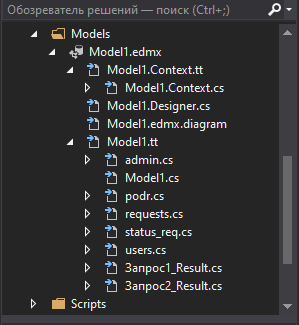 Обозреватель решений — поиск (Ctrl+;)
Models
Model1.edmx
Model1.Context.tt
Model1.Context.cs
Model1.Designer.cs
Model1.edmx.diagram
Model1.tt
admin.cs
Model1.cs
podr.cs
requests.cs
status_req.cs
users.cs
Запрос1_Result.cs
Запрос2_Result.cs
Scripts